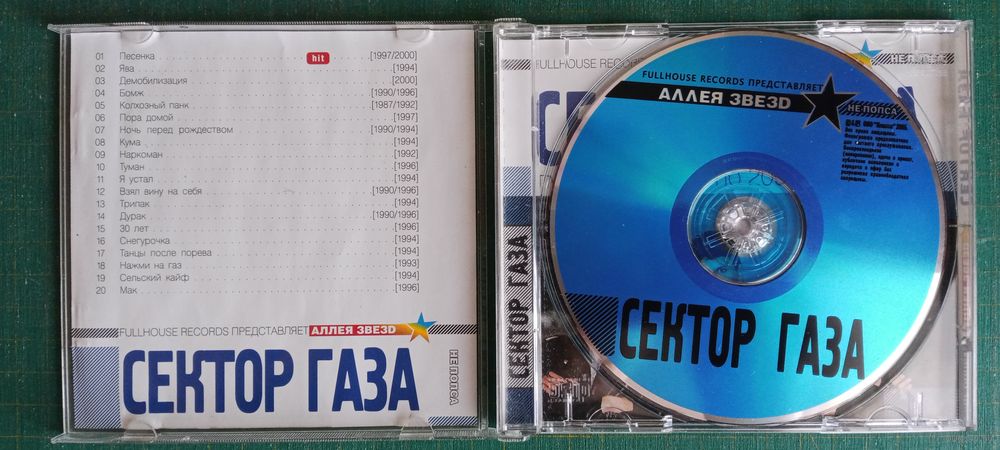 01 Песенка hit [1997/2000]
02 Ява [1994]
03 Демобилизация [2000]
04 Бомж [1990/1996]
05 Колхозный панк [1987/1992]
06 Пора домой [1997]
07 Ночь перед рождеством [1990/1994]
08 Кума [1994]
09 Наркоман [1992]
10 Туман [1996]
11 Я устал [1994]
12 Взял вину на себя [1990/1996]
13 Трипак [1994]
14 Дурак [1990/1996]
15 30 лет [1996]
16 Снегурочка [1994]
17 Танцы после порева [1994]
18 Нажми на газ [1993]
19 Сельский кайф [1994]
20 Мак [1996]
FULLHOUSE RECORDS ПРЕДСТАВЛЯЕТ АЛЛЕЯ ЗВЕЗD
СЕКТОР ГАЗА
НЕПОПСА
СЕКТОР ГАЗА
FULLHOUSE RECORDS
НЕ ПОПСА
FULLHOUSE RECORDS ПРЕДСТАВЛЯЕТ
АЛЛЕЯ ЗВЕЗD
НЕ ПОПСА
СЕКТОР ГАЗА
СЕКТОР ГАЗА